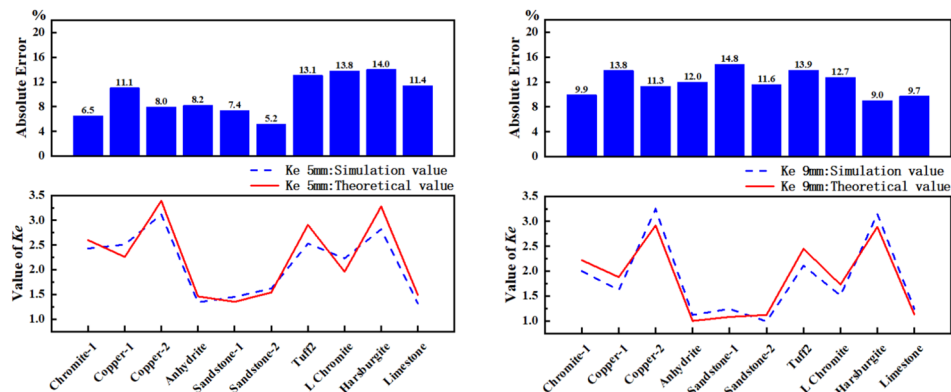 %
Absolute Error
20
16
12
8
4
0
6.5
11.1
8.0
8.2
7.4
5.2
13.1
13.8
14.0
11.4
Ke 5mm:Simulation value
Ke 5mm:Theoretical value
Value of Ke
3.5
3.0
2.5
2.0
1.5
1.0
Chromite-1
Copper-1
Copper-2
Anhydrite
Sandstone-1
Sandstone-2
Tuff2
L Chromite
Harsburgite
Limestone
%
Absolute Error
20
16
12
8
4
0
9.9
13.8
11.3
12.0
14.8
11.6
13.9
12.7
9.0
9.7
Ke 9mm:Simulation value
Ke 9mm:Theoretical value
Value of Ke
3.5
3.0
2.5
2.0
1.5
1.0
Chromite-1
Copper-1
Copper-2
Anhydrite
Sandstone-1
Sandstone-2
Tuff2
L Chromite
Harsburgite
Limestone